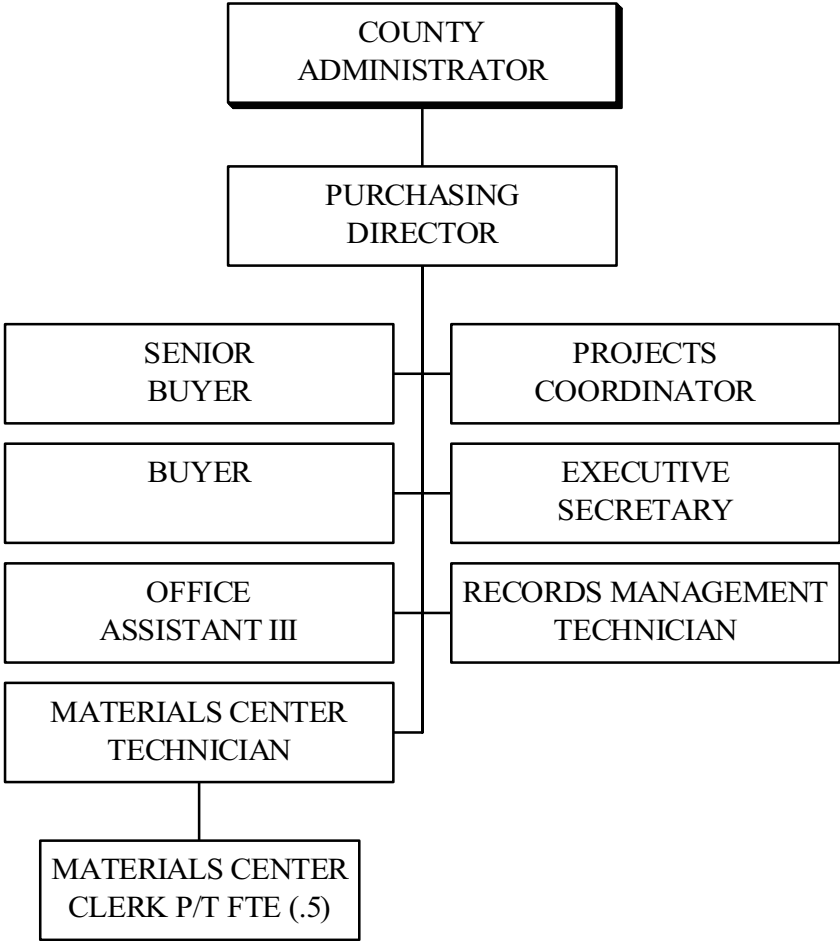 COUNTY
ADMINISTRATOR
PURCHASING
DIRECTOR
SENIOR
BUYER
PROJECTS
COORDINATOR
BUYER
EXECUTIVE
SECRETARY
OFFICE
ASSISTANT III
RECORDS MANAGEMENT
TECHNICIAN
MATERIALS CENTER
TECHNICIAN
MATERIALS CENTER
CLERK P/T FTE (.5)